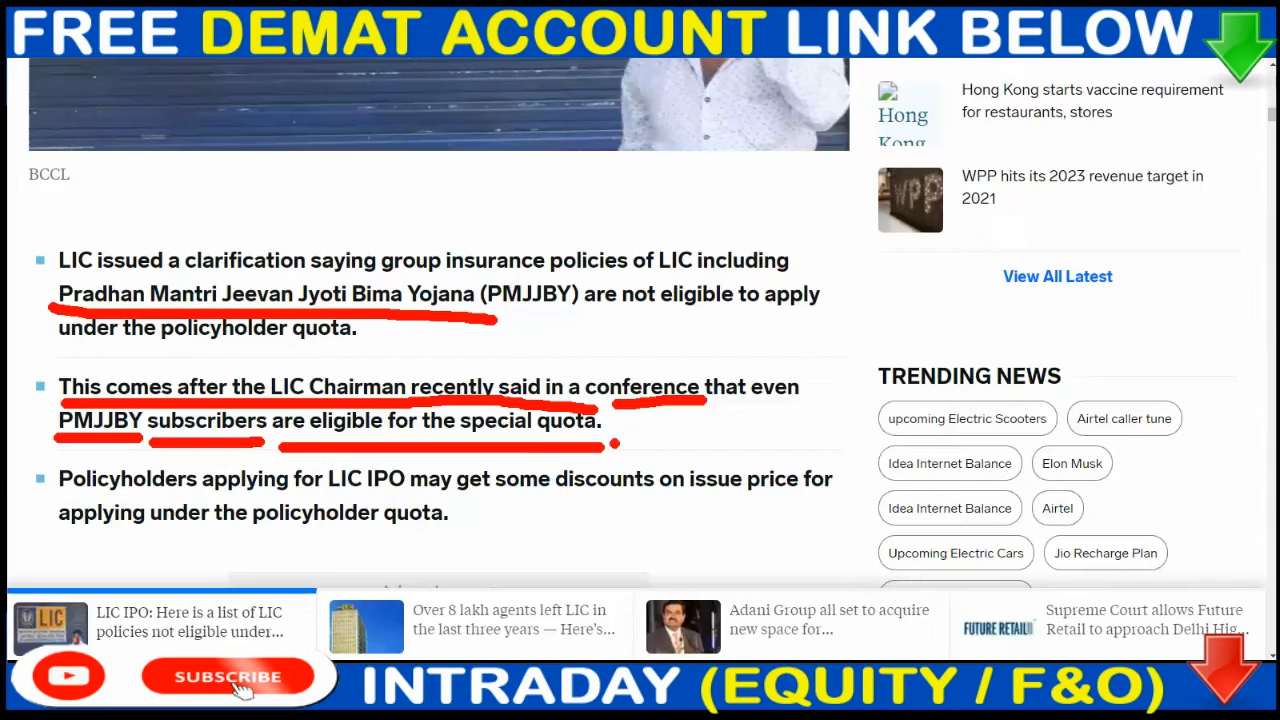 FREE DEMAT ACCOUNT LINK BELOW
BCCL
LIC issued a clarification saying group insurance policies of LIC including
Pradhan Mantri Jeevan Jyoti Bima Yojana (PMJJBY) are not eligible to apply
under the policyholder quota.
This comes after the LIC Chairman recently said in a conference that even
PMJJBY subscribers are eligible for the special quota.
Policyholders applying for LIC IPO may get some discounts on issue price for
applying under the policyholder quota.
Hong
Kong
Hong Kong starts vaccine requirement
for restaurants, stores
WPP
WPP hits its 2023 revenue target in
2021
View All Latest
TRENDING NEWS
upcoming Electric Scooters
Airtel caller tune
Idea Internet Balance
Elon Musk
Idea Internet Balance
Airtel
Upcoming Electric Cars
Jio Recharge Plan
LIC
LIC IPO: Here is a list of LIC
policies not eligible under...
Over 8 lakh agents left LIC in
the last three years — Here's...
Adani Group all set to acquire
new space for...
FUTURE RETAIL
Supreme Court allows Future
Retail to approach Delhi Hig...
SUBSCRIBE
INTRADAY (EQUITY / F&O)